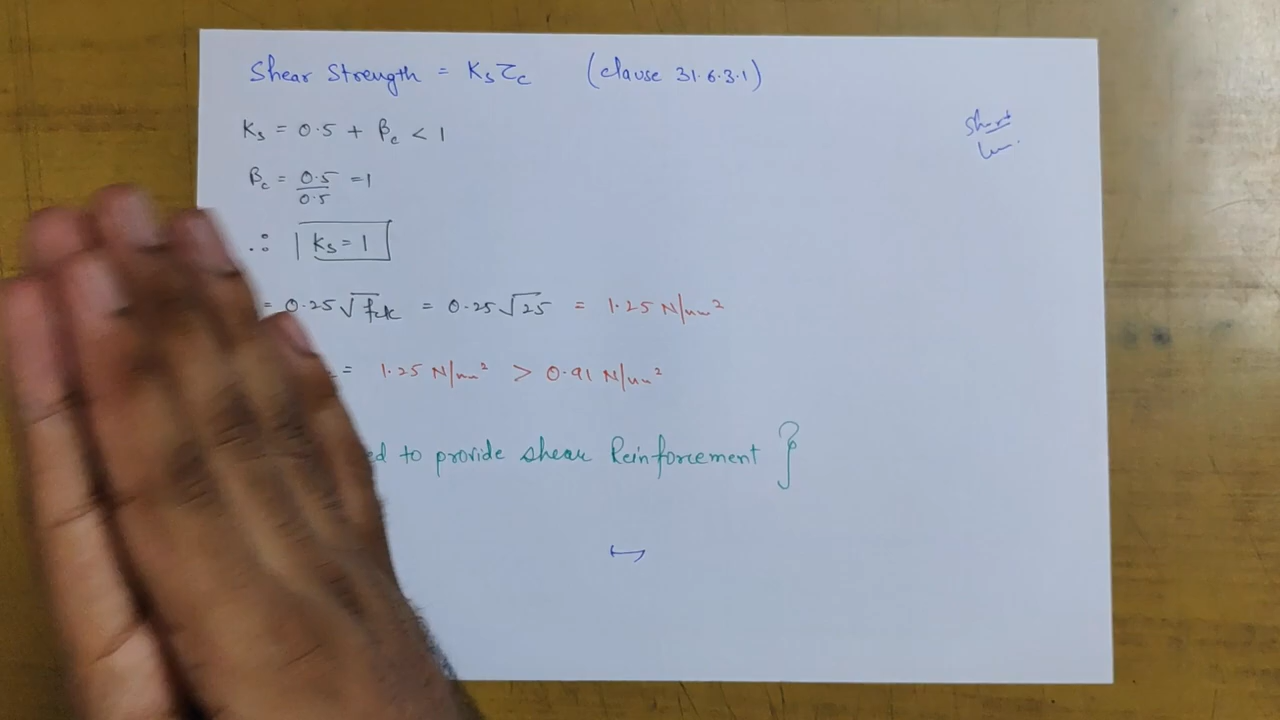 Shear Strength = Ks τc (clause 31.6.3.1)
Ks = 0.5 + βc < 1
βc = 0.5/0.5 = 1
∴ Ks = 1
= 0.25√fck = 0.25√25 = 1.25 N/mm²
= 1.25 N/mm² > 0.91 N/mm²
to provide shear Reinforcement }